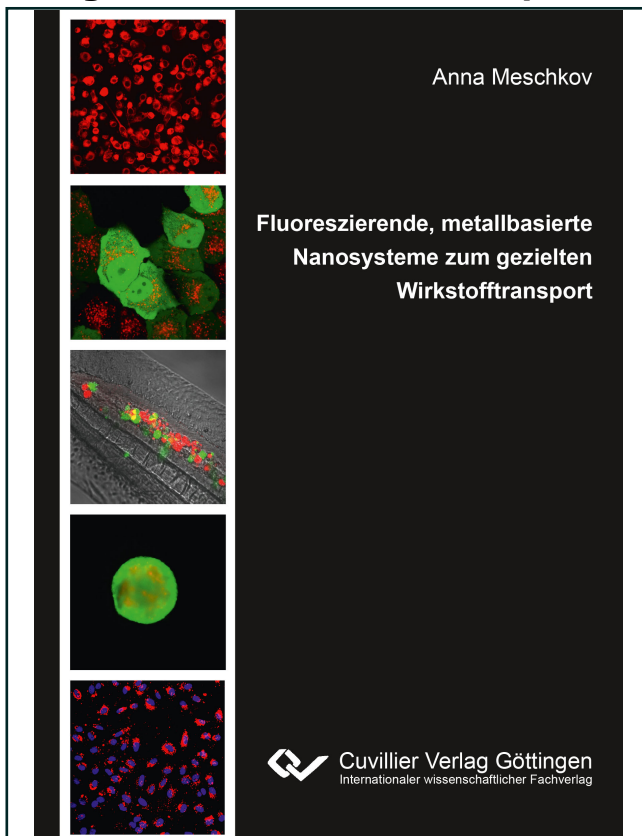 Anna Meschkov
Fluoreszierende, metallbasierte
Nanosysteme zum gezielten
Wirkstofftransport
Cuvillier Verlag Göttingen
Internationaler wissenschaftlicher Fachverlag